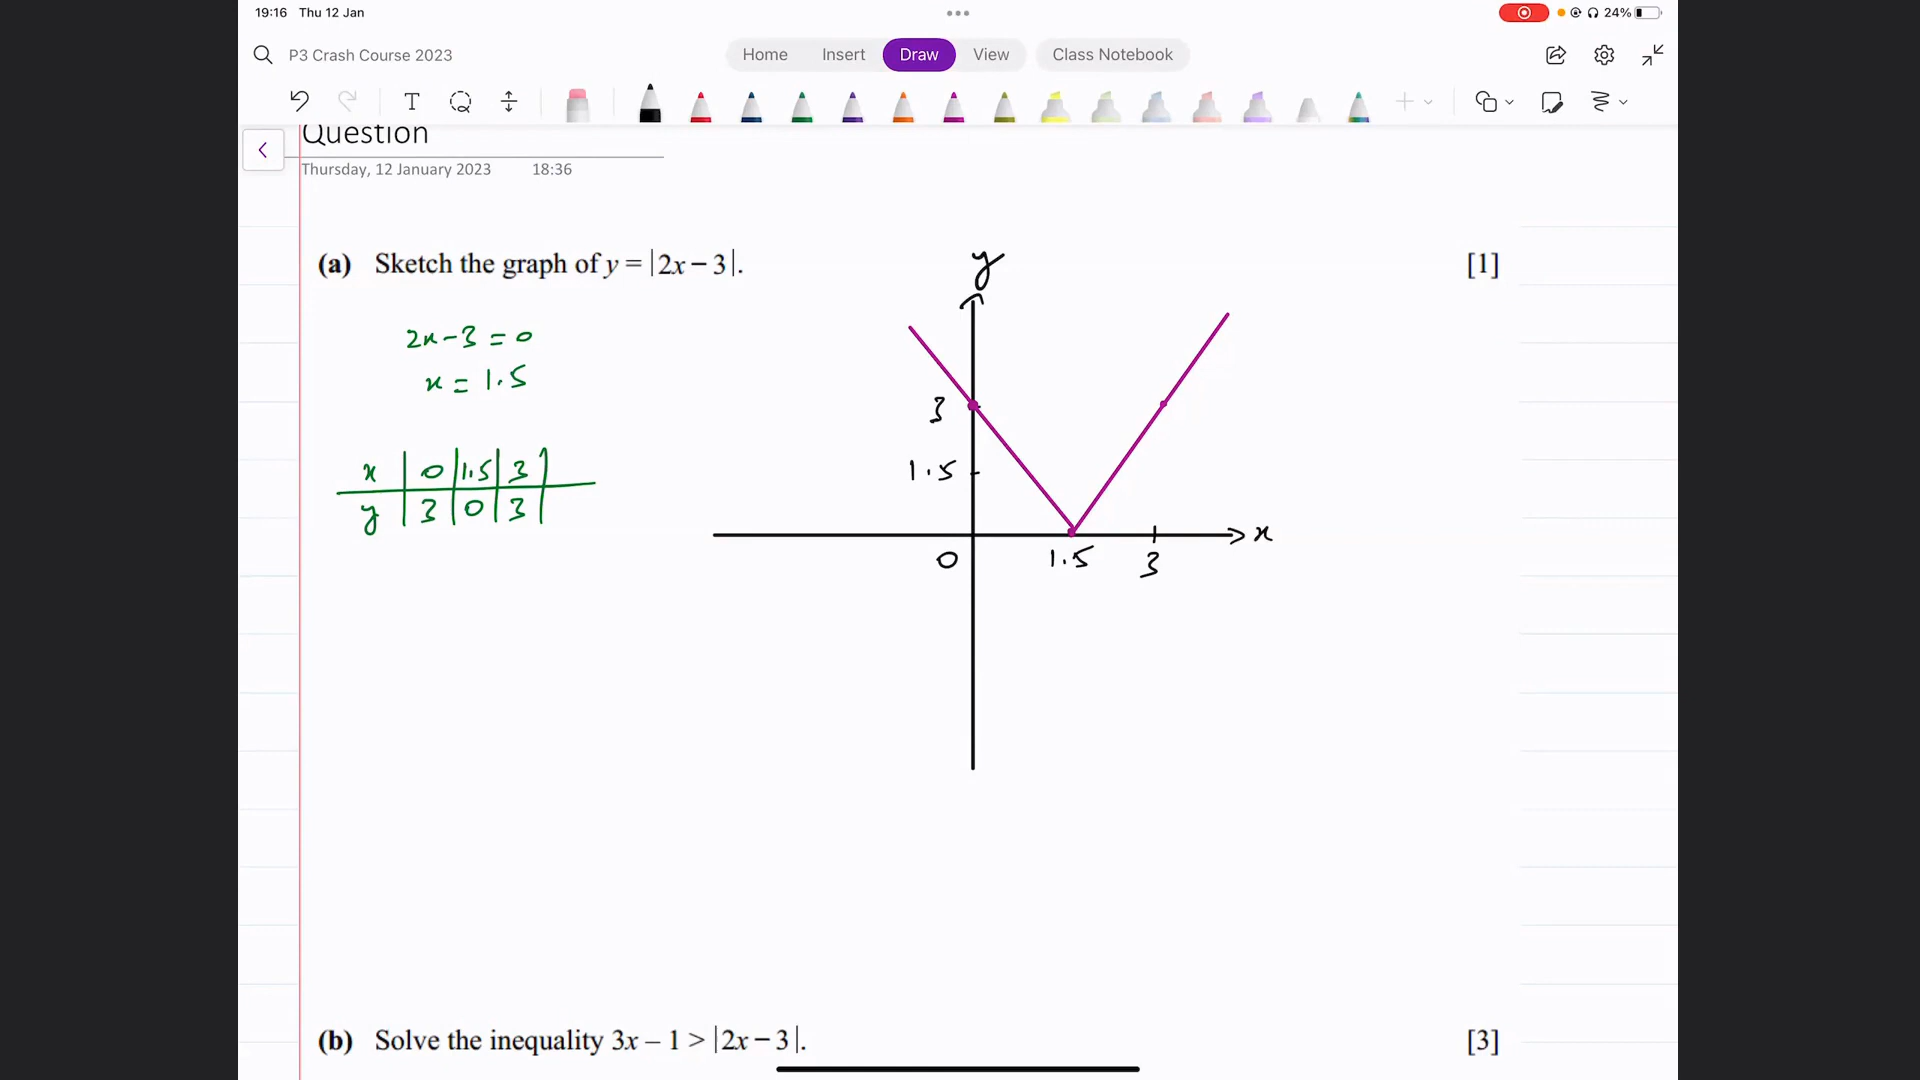 19:16 Thu 12 Jan
24%
P3 Crash Course 2023
Home Insert Draw View Class Notebook
T
Question
Thursday, 12 January 2023 18:36
(a) Sketch the graph of y = |2x − 3|. [1]
2x − 3 = 0
x = 1.5
x | 0 | 1.5 | 3 |
y | 3 | 0 | 3 |
y
3
1.5
x
0 1.5 3
(b) Solve the inequality 3x − 1 > |2x − 3|. [3]